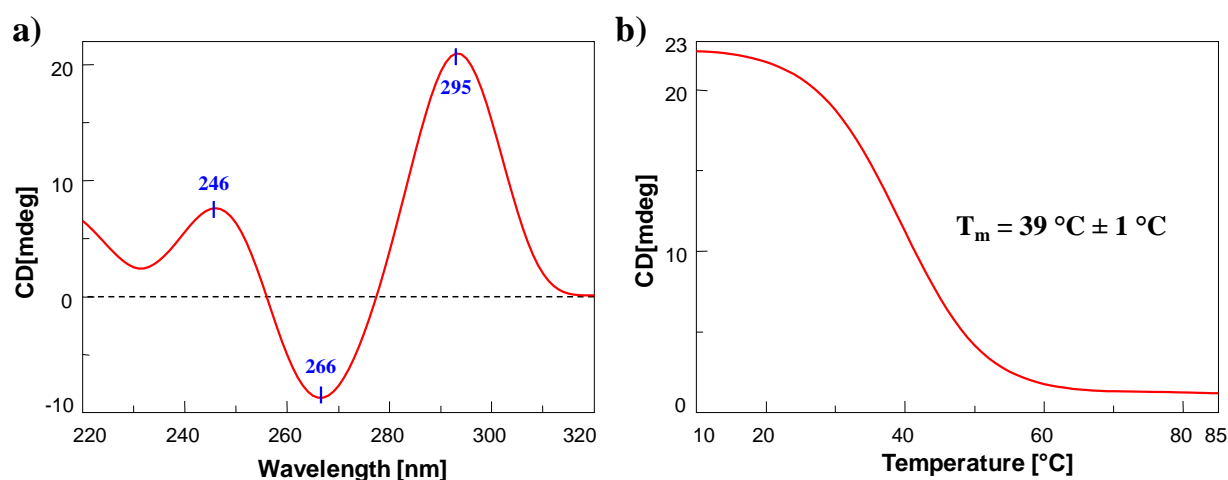 a)
20
10
0
-10
CD[mdeg]
246
266
295
220 240 260 280 300 320
Wavelength [nm]
b)
23
20
10
0
CD[mdeg]
Tm = 39 °C ± 1 °C
10 20 40 60 80 85
Temperature [°C]